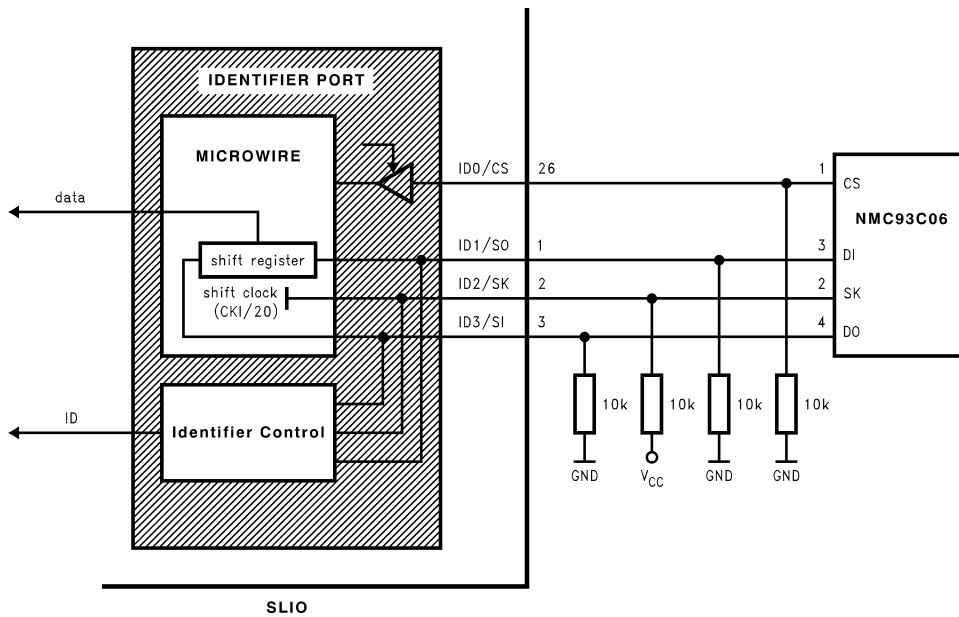 IDENTIFIER PORT
MICROWIRE
ID0/CS
26
1
CS
NMC93C06
data
shift register
ID1/SO
1
3
DI
shift clock
(CKI/20)
ID2/SK
2
2
SK
ID3/SI
3
4
DO
10k
10k
10k
10k
ID
Identifier Control
GND
VCC
GND
GND
SLIO